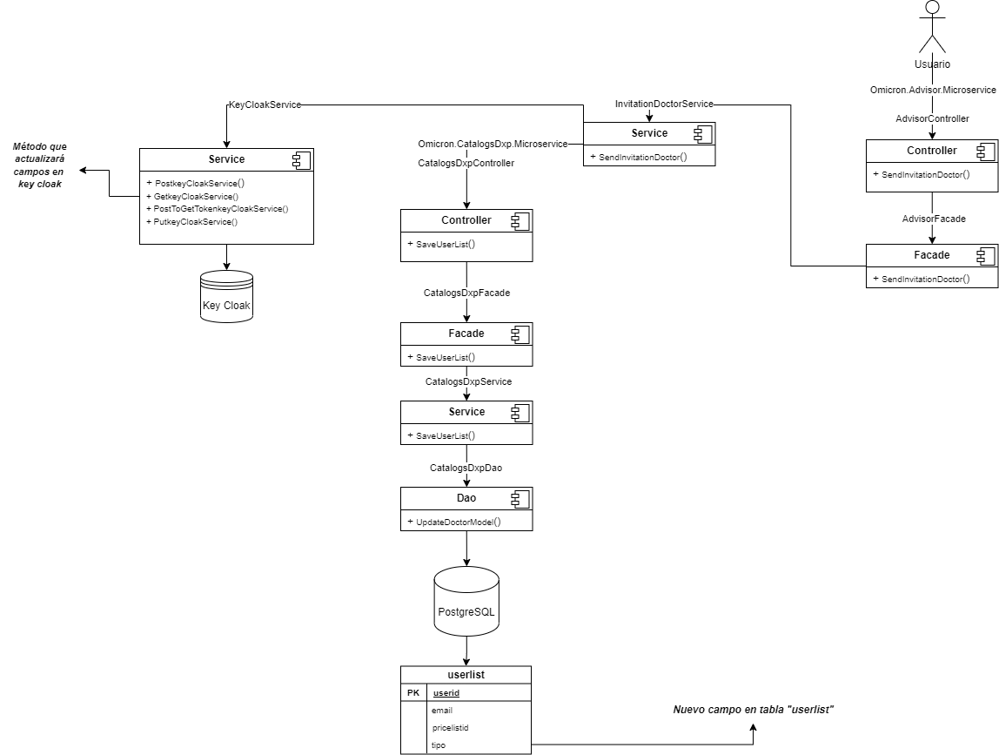 Usuario
Omicron.Advisor.Microservice
KeyCloakService
InvitationDoctorService
AdvisorController
Service
+ SendInvitationDoctor()
Omicron.CatalogsDxp.Microservice
CatalogsDxpController
Controller
+ SendInvitationDoctor()
Método que
actualizará
campos en
key cloak
Service
+ PostkeyCloakService()
+ GetkeyCloakService()
+ PostToGetTokenkeyCloakService()
+ PutkeyCloakService()
Key Cloak
AdvisorFacade
Facade
+ SendInvitationDoctor()
Controller
+ SaveUserList()
CatalogsDxpFacade
Facade
+ SaveUserList()
CatalogsDxpService
Service
+ SaveUserList()
CatalogsDxpDao
Dao
+ UpdateDoctorModel()
PostgreSQL
userlist
PK userid
email
pricelistid
tipo
Nuevo campo en tabla "userlist"